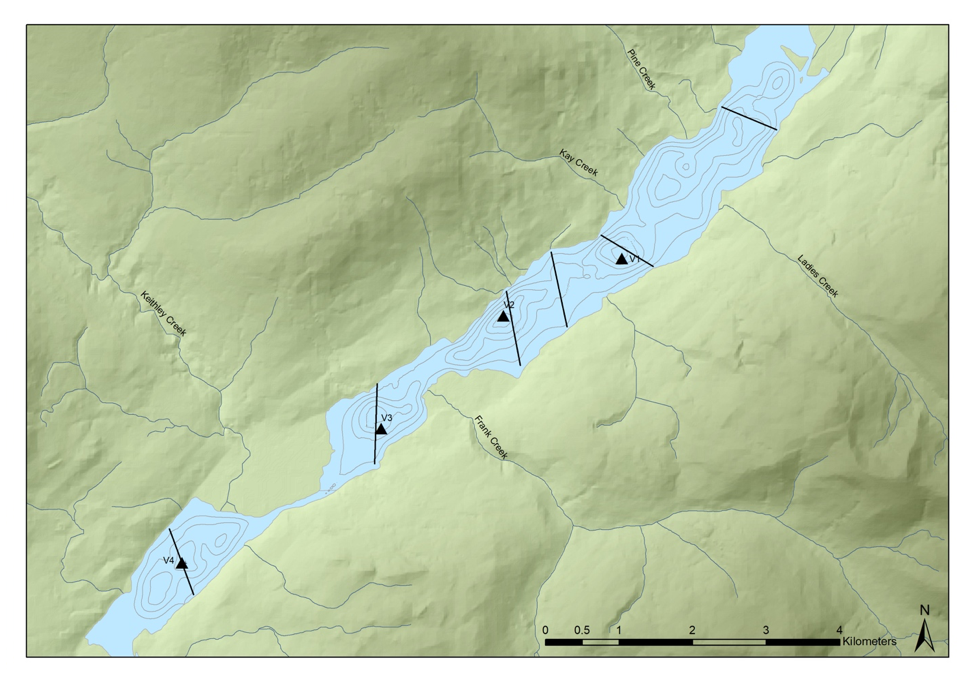 Pine Creek
Kay Creek
V1
Ladies Creek
Keithley Creek
V2
V3
Frank Creek
V4
N
0 0.5 1 2 3 4
Kilometers